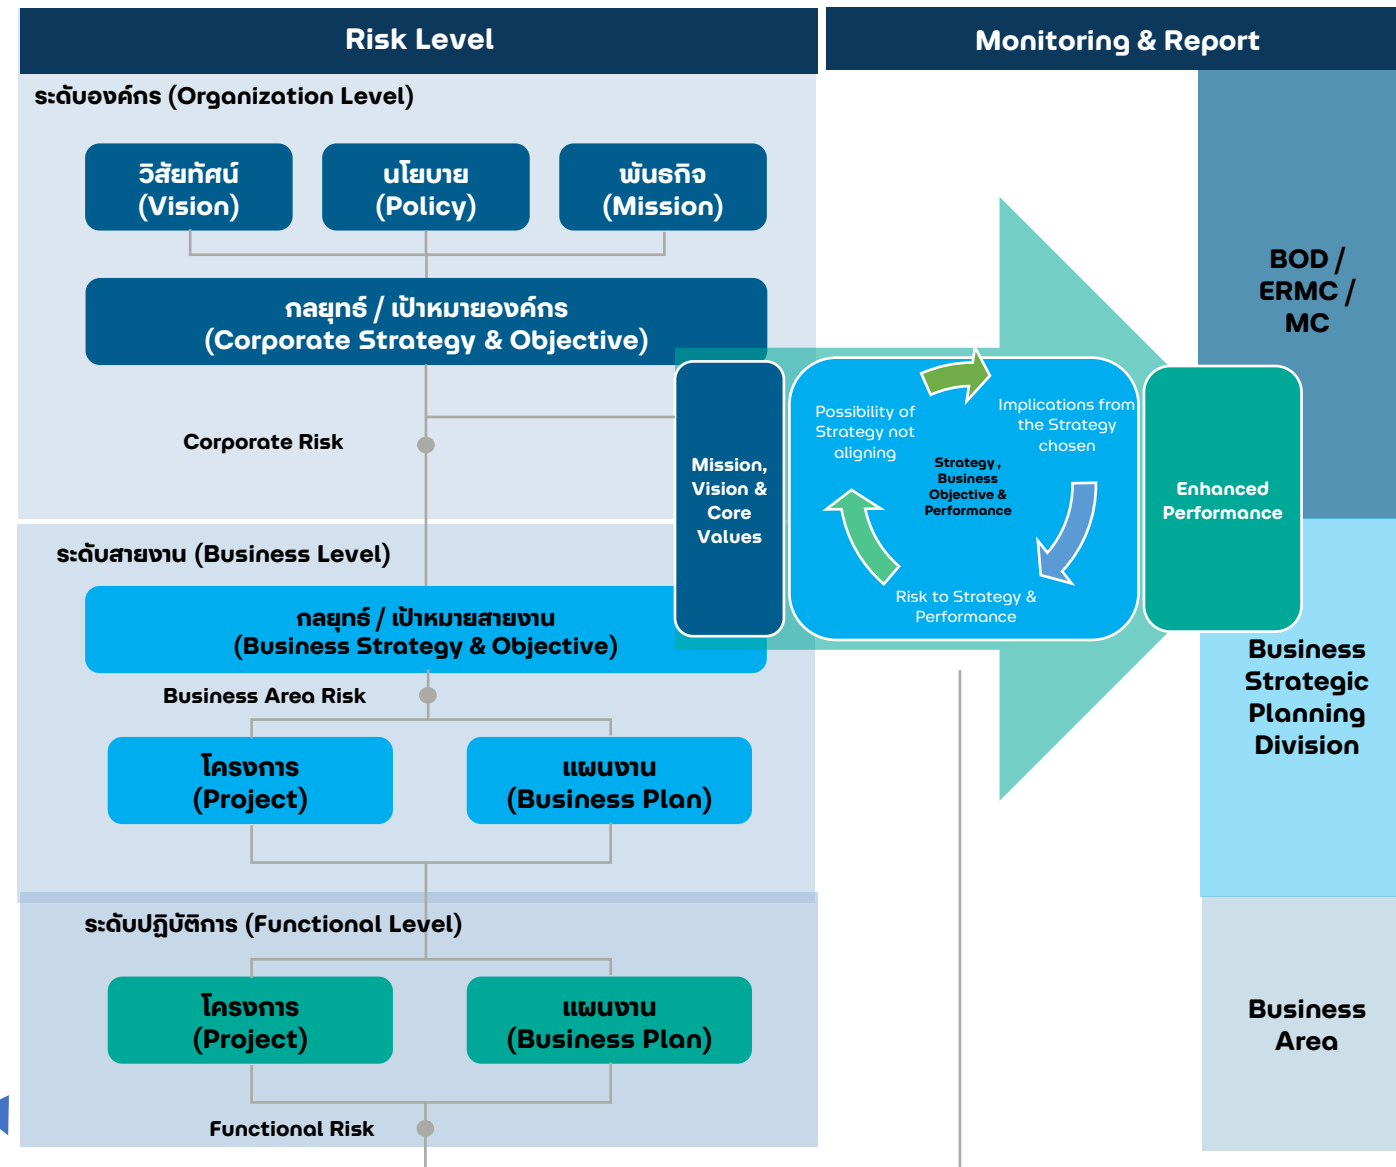 Risk Level
Monitoring & Report
ระดับองค์กร (Organization Level)
วิสัยทัศน์
(Vision)
นโยบาย
(Policy)
พันธกิจ
(Mission)
กลยุทธ์ / เป้าหมายองค์กร
(Corporate Strategy & Objective)
Corporate Risk
BOD /
ERMC /
MC
Mission,
Vision &
Core
Values
Possibility of
Strategy not
aligning
Implications from
the Strategy
chosen
Strategy ,
Business
Objective &
Performance
Risk to Strategy &
Performance
Enhanced
Performance
ระดับสายงาน (Business Level)
กลยุทธ์ / เป้าหมายสายงาน
(Business Strategy & Objective)
Business Area Risk
โครงการ
(Project)
แผนงาน
(Business Plan)
Business
Strategic
Planning
Division
ระดับปฏิบัติการ (Functional Level)
โครงการ
(Project)
แผนงาน
(Business Plan)
Functional Risk
Business
Area